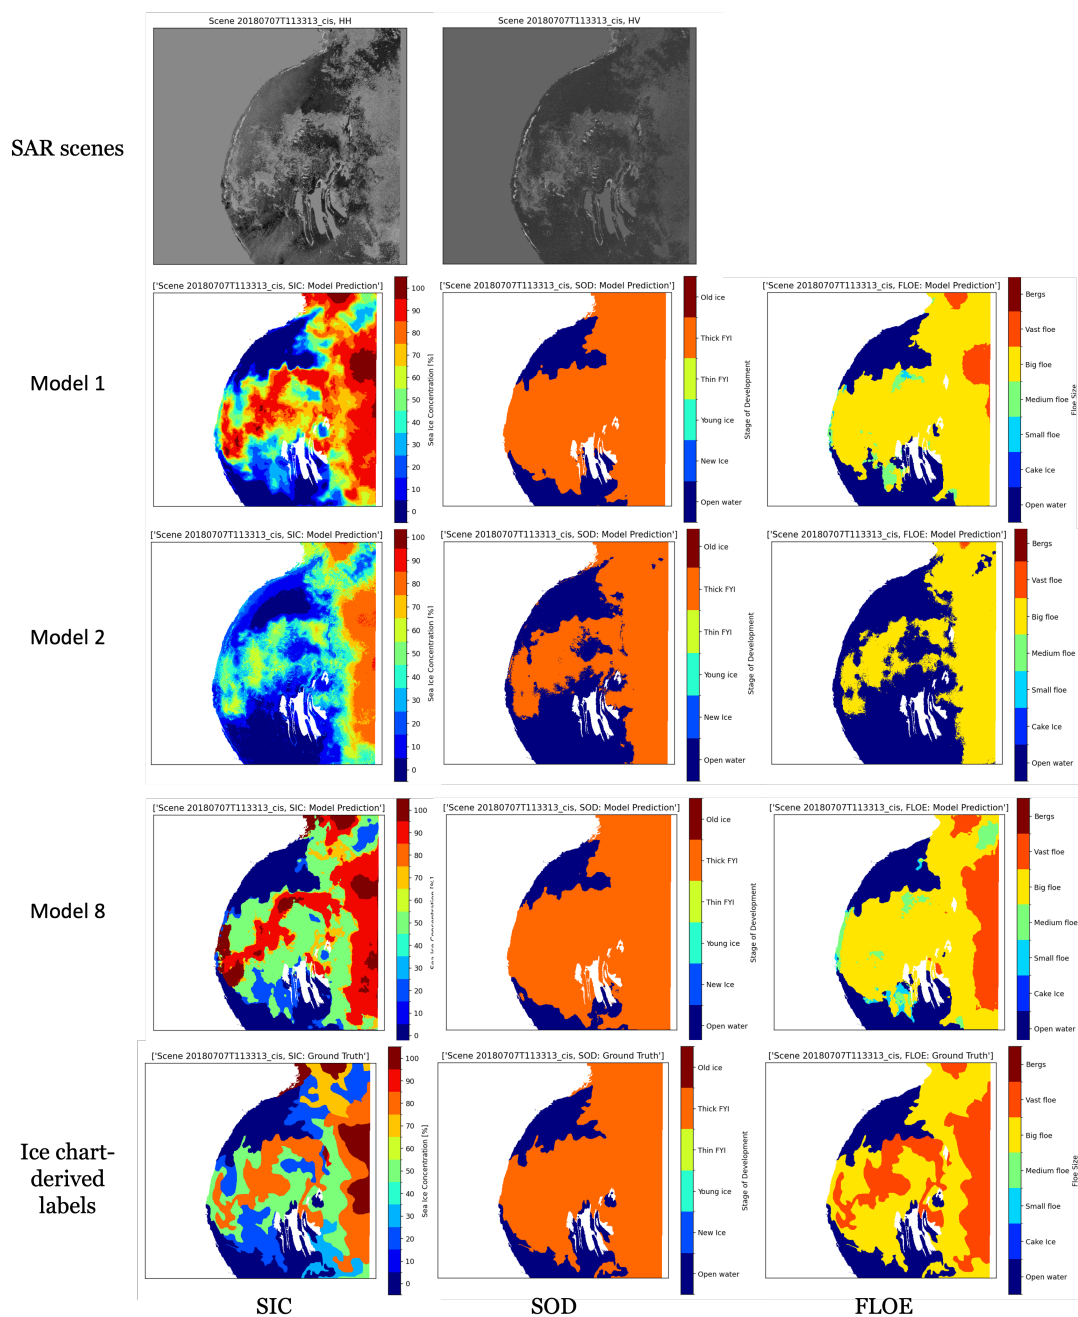 Scene 20180707T113313_cis, HH
Scene 20180707T113313_cis, HV
SAR scenes
['Scene 20180707T113313_cis, SIC: Model Prediction']
['Scene 20180707T113313_cis, SOD: Model Prediction']
['Scene 20180707T113313_cis, FLOE: Model Prediction']
Model 1
100
90
80
70
60
50
40
30
20
10
0
Sea Ice Concentration [%]
Old ice
Thick FYI
Thin FYI
Young ice
New Ice
Open water
Stage of Development
Bergs
Vast floe
Big floe
Medium floe
Small floe
Cake Ice
Open water
Floe Size
['Scene 20180707T113313_cis, SIC: Model Prediction']
['Scene 20180707T113313_cis, SOD: Model Prediction']
['Scene 20180707T113313_cis, FLOE: Model Prediction']
Model 2
100
90
80
70
60
50
40
30
20
10
0
Sea Ice Concentration [%]
Old ice
Thick FYI
Thin FYI
Young ice
New Ice
Open water
Stage of Development
Bergs
Vast floe
Big floe
Medium floe
Small floe
Cake Ice
Open water
['Scene 20180707T113313_cis, SIC: Model Prediction']
['Scene 20180707T113313_cis, SOD: Model Prediction']
['Scene 20180707T113313_cis, FLOE: Model Prediction']
Model 8
100
90
80
70
60
50
40
30
20
10
0
Old ice
Thick FYI
Thin FYI
Young ice
New Ice
Open water
Stage of Development
Bergs
Vast floe
Big floe
Medium floe
Small floe
Cake Ice
Open water
['Scene 20180707T113313_cis, SIC: Ground Truth']
['Scene 20180707T113313_cis, SOD: Ground Truth']
['Scene 20180707T113313_cis, FLOE: Ground Truth']
Ice chart-
derived
labels
100
90
80
70
60
50
40
30
20
10
0
Sea Ice Concentration [%]
Old ice
Thick FYI
Thin FYI
Young ice
New Ice
Open water
Stage of Development
Bergs
Vast floe
Big floe
Medium floe
Small floe
Cake Ice
Open water
Floe Size
SIC
SOD
FLOE